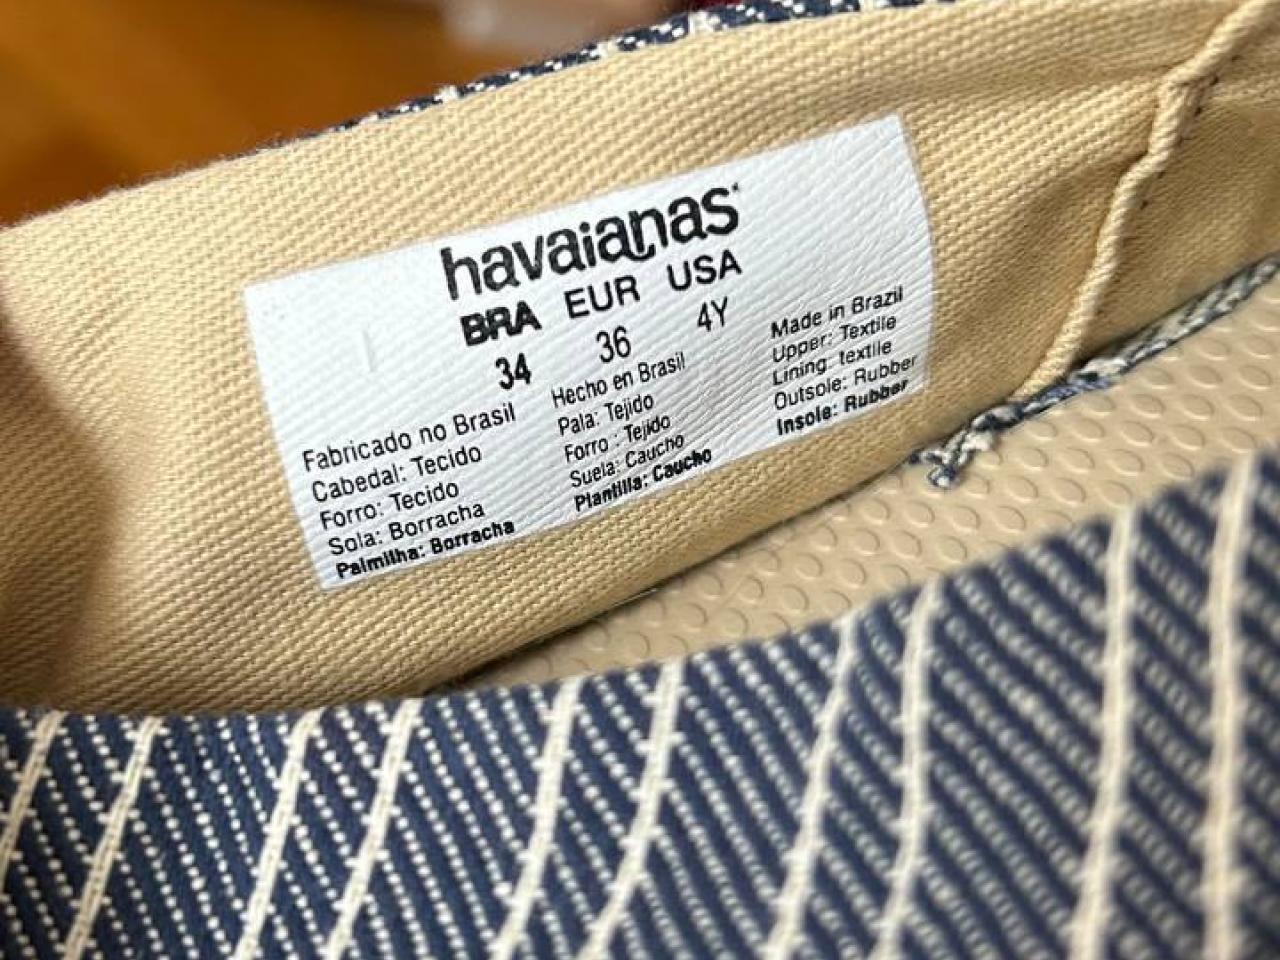 havaianas
BRA EUR USA
34 36 4Y
Fabricado no Brasil
Cabedal: Tecido
Forro: Tecido
Sola: Borracha
Palmilha: Borracha
Hecho en Brasil
Pala: Tejido
Forro : Tejido
Suela: Caucho
Plantilla: Caucho
Made in Brazil
Upper: Textile
Lining: textile
Outsole: Rubber
Insole: Rubber